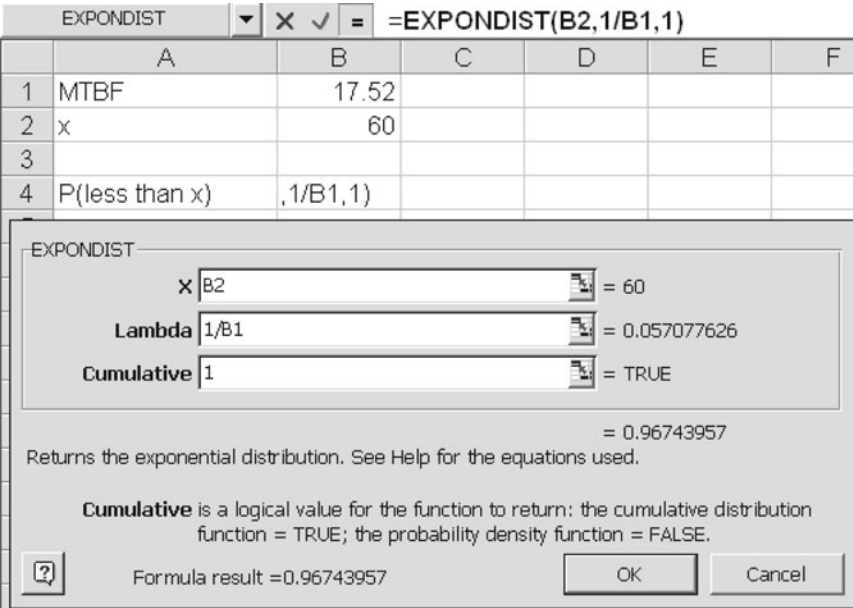 EXPONDIST = =EXPONDIST(B2,1/B1,1)
A B C D E F
1 MTBF 17.52
2 x 60
3
4 P(less than x) ,1/B1,1)
EXPONDIST
X B2 = 60
Lambda 1/B1 = 0.057077626
Cumulative 1 = TRUE
= 0.96743957
Returns the exponential distribution. See Help for the equations used.
Cumulative is a logical value for the function to return: the cumulative distribution
function = TRUE; the probability density function = FALSE.
? Formula result =0.96743957 OK Cancel